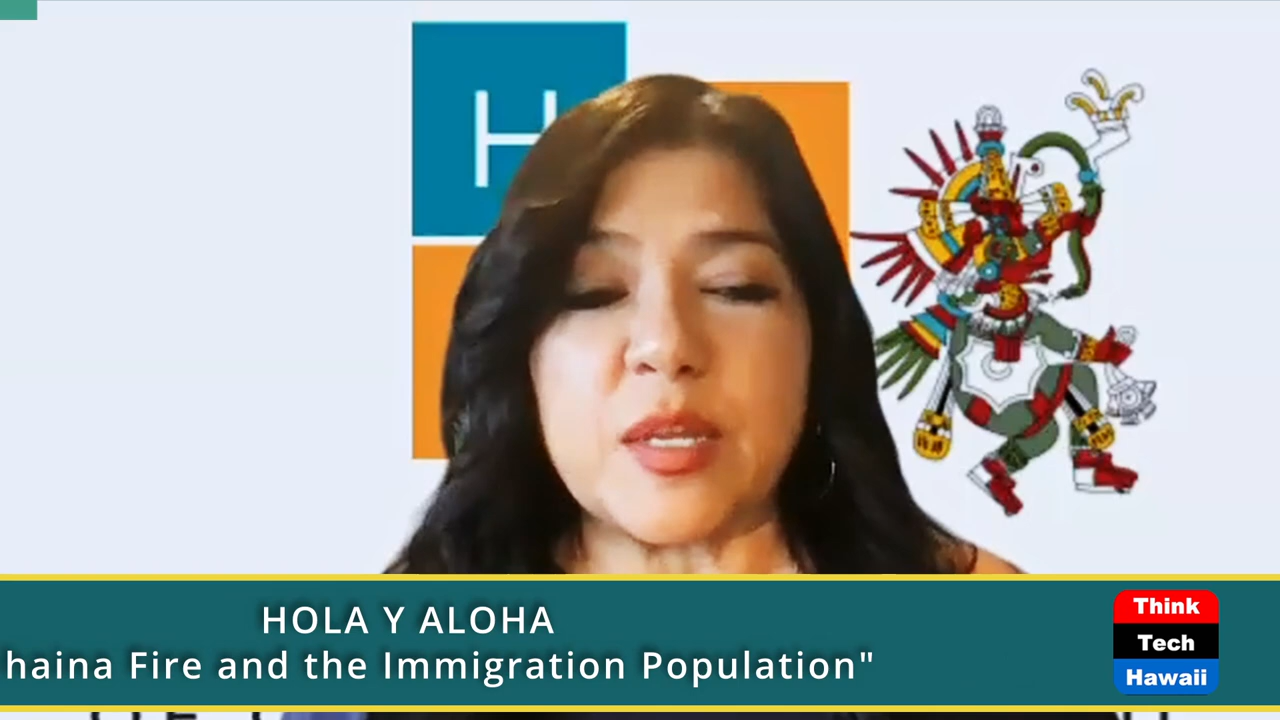 H
HOLA Y ALOHA
haina Fire and the Immigration Population"
Think
Tech
Hawaii